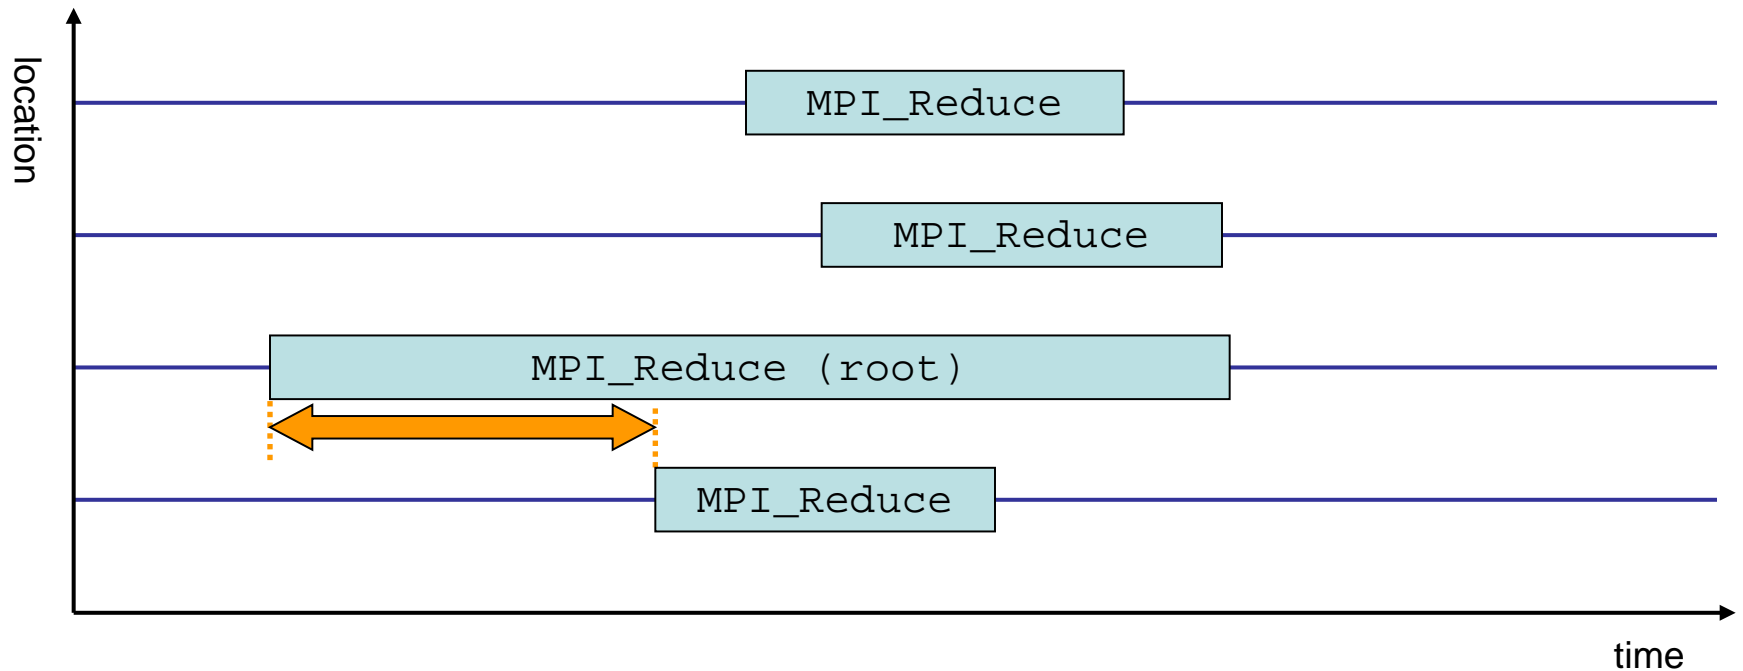 location
MPI_Reduce
MPI_Reduce
MPI_Reduce (root)
MPI_Reduce
time